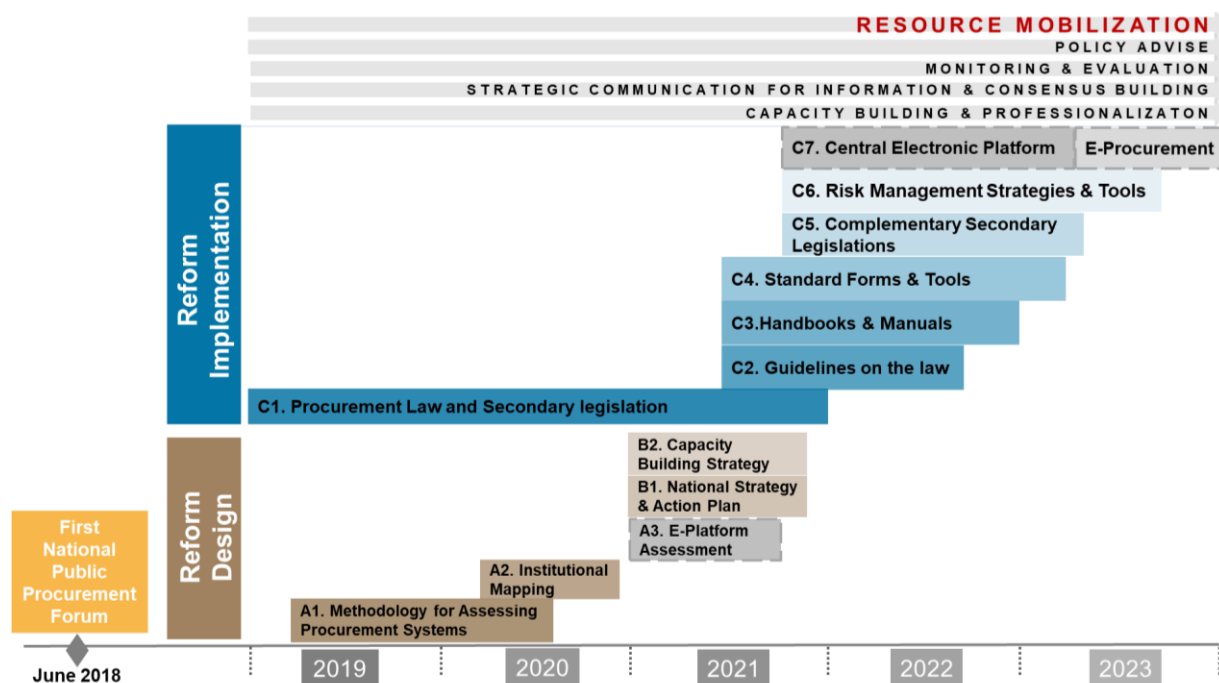 RESOURCE MOBILIZATION
POLICY ADVISE
MONITORING & EVALUATION
STRATEGIC COMMUNICATION FOR INFORMATION & CONSENSUS BUILDING
CAPACITY BUILDING & PROFESSIONALIZATON
Reform
Implementation
C7. Central Electronic Platform
E-Procurement
C6. Risk Management Strategies & Tools
C5. Complementary Secondary
Legislations
C4. Standard Forms & Tools
C3.Handbooks & Manuals
C2. Guidelines on the law
C1. Procurement Law and Secondary legislation
Reform
Design
B2. Capacity
Building Strategy
B1. National Strategy
& Action Plan
A3. E-Platform
Assessment
A2. Institutional
Mapping
A1. Methodology for Assessing
Procurement Systems
First
National
Public
Procurement
Forum
June 2018
2019
2020
2021
2022
2023